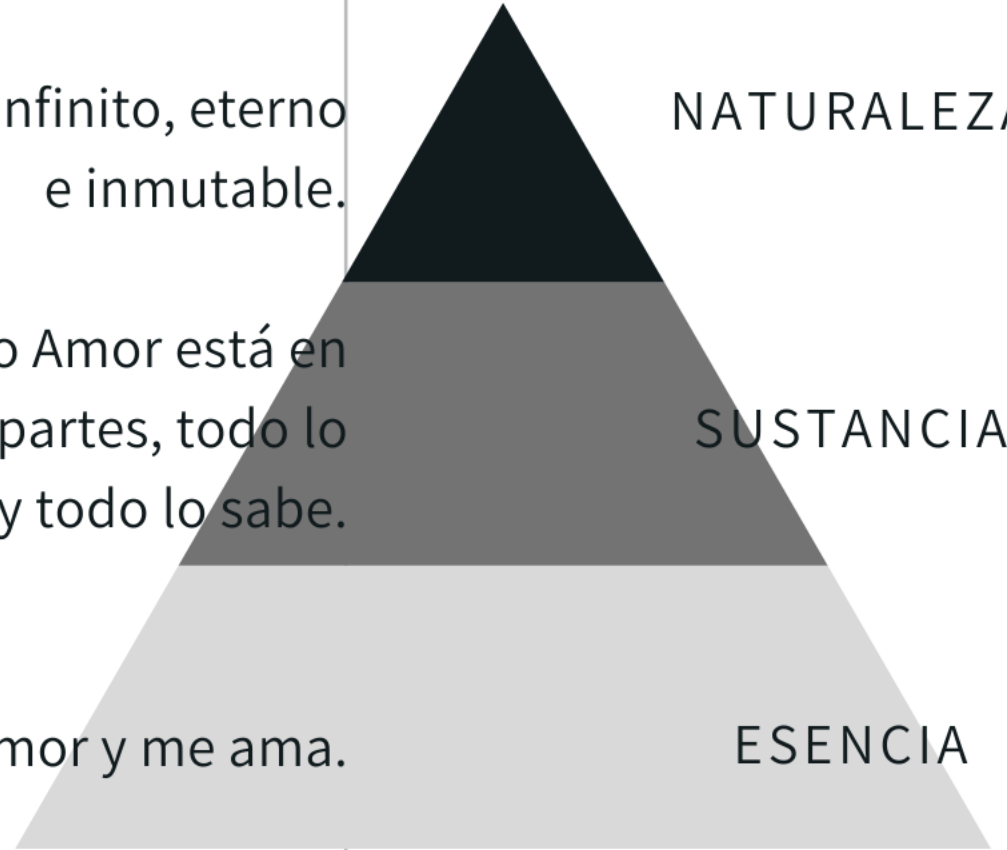 nfinito, eterno
e inmutable.
NATURALEZA
o Amor está en
partes, todo lo
y todo lo sabe.
SUSTANCIA
mor y me ama.
ESENCIA